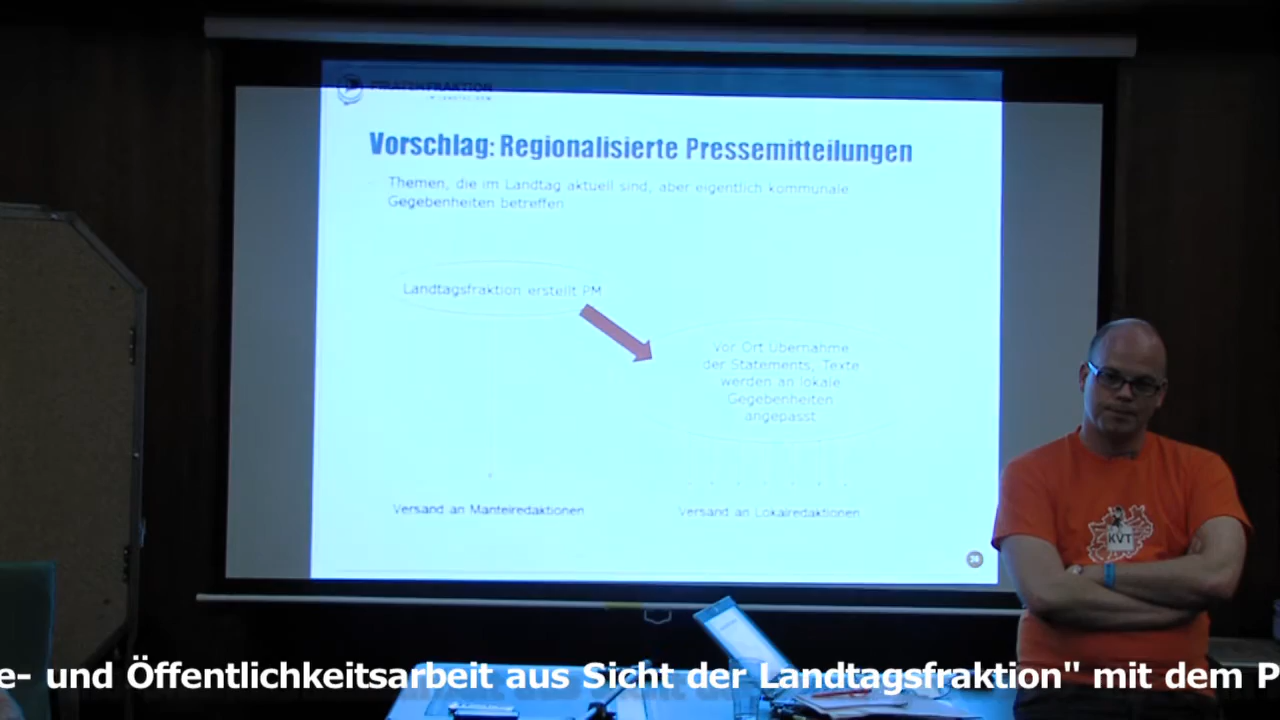 PIRATENFRAKTION
Vorschlag: Regionalisierte Pressemitteilungen
Themen, die im Landtag aktuell sind, aber eigentlich kommunale
Gegebenheiten betreffen
Landtagsfraktion erstellt PM
Vor Ort Übernahme
der Statements, Texte
werden an lokale
Gegebenheiten
angepasst
Versand an Mantelredaktionen
Versand an Lokalredaktionen
KVT
e- und Öffentlichkeitsarbeit aus Sicht der Landtagsfraktion" mit dem P